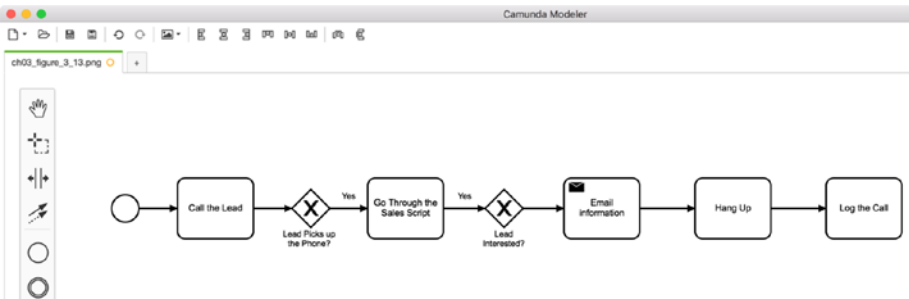 Camunda Modeler
ch03_figure_3_13.png
+
Call the Lead
Lead Picks up
the Phone?
Yes
Go Through the
Sales Script
Yes
Lead
Interested?
Email
information
Hang Up
Log the Call